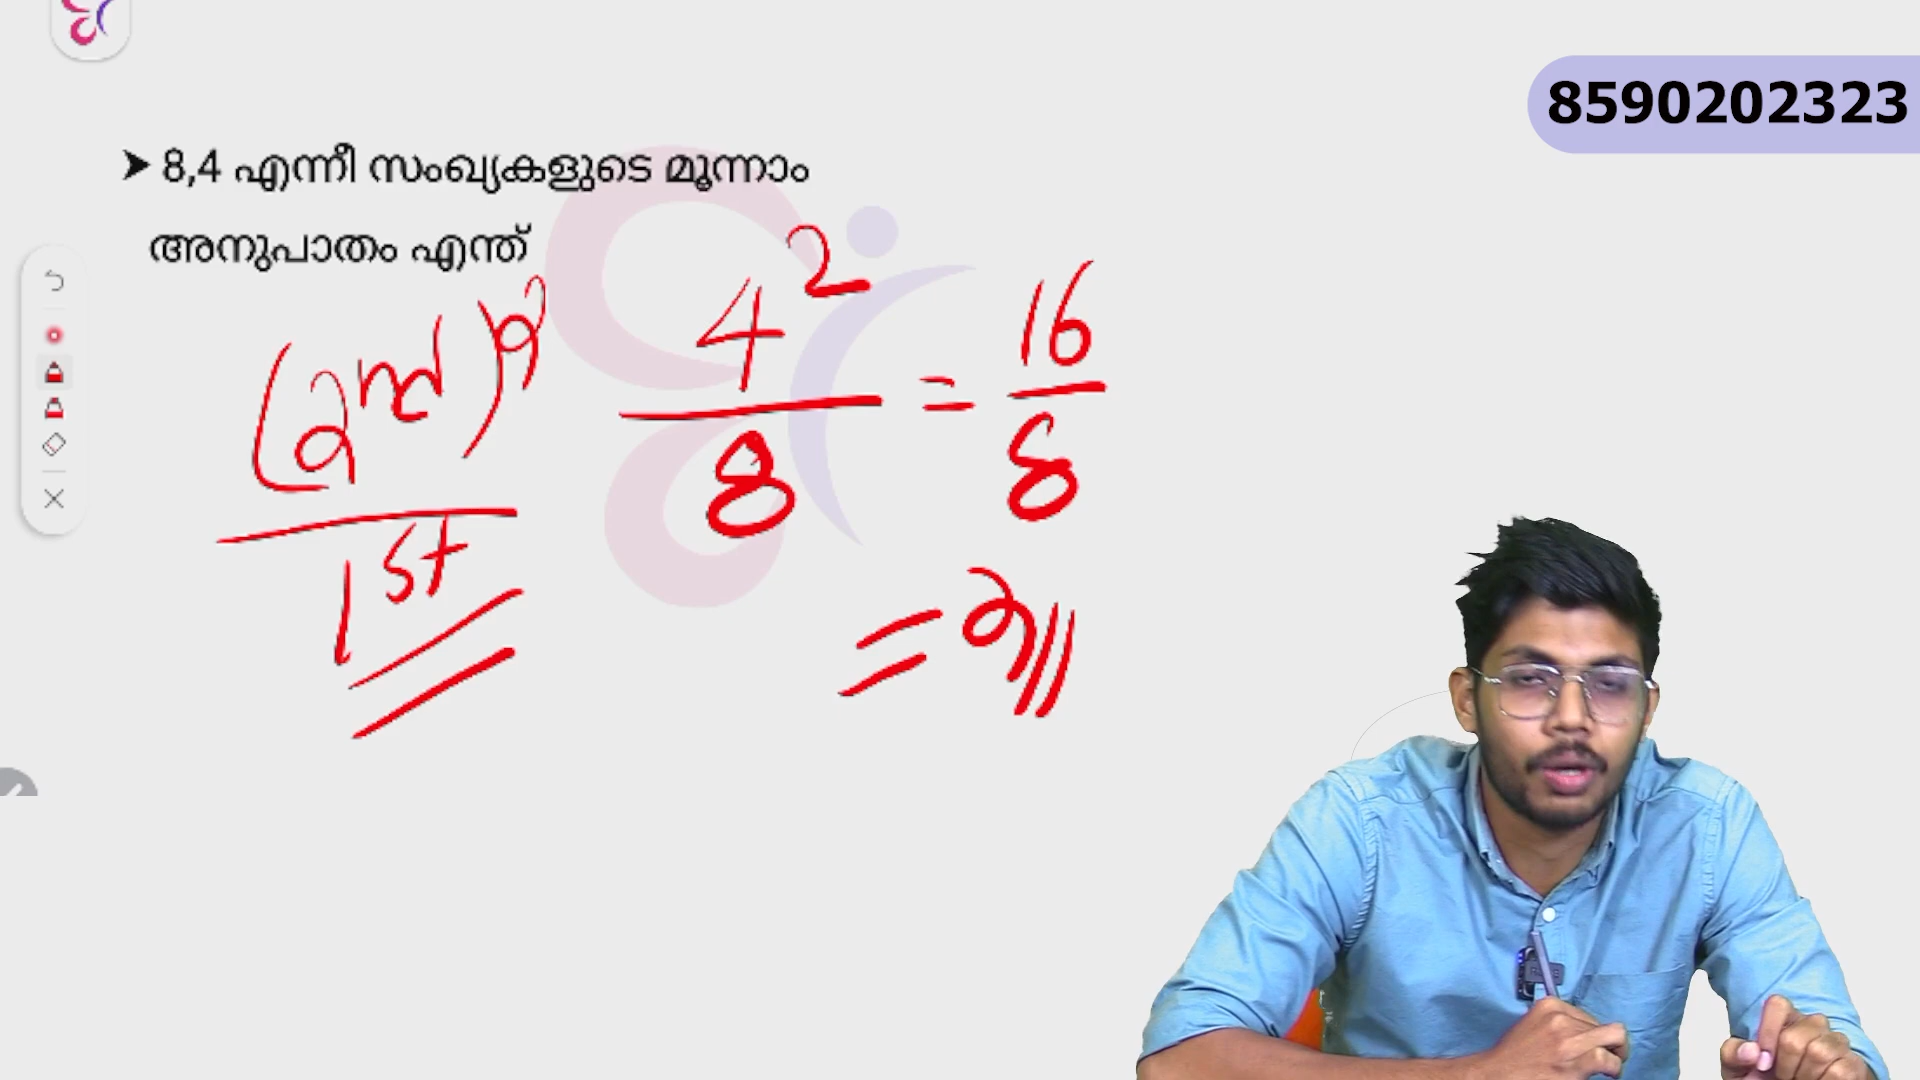 8590202323
➤ 8,4 എന്നീ സംഖ്യകളുടെ മൂന്നാം
അനുപാതം എന്ത്
(2nd)²
1st
4²
8
=
16
8
= 2